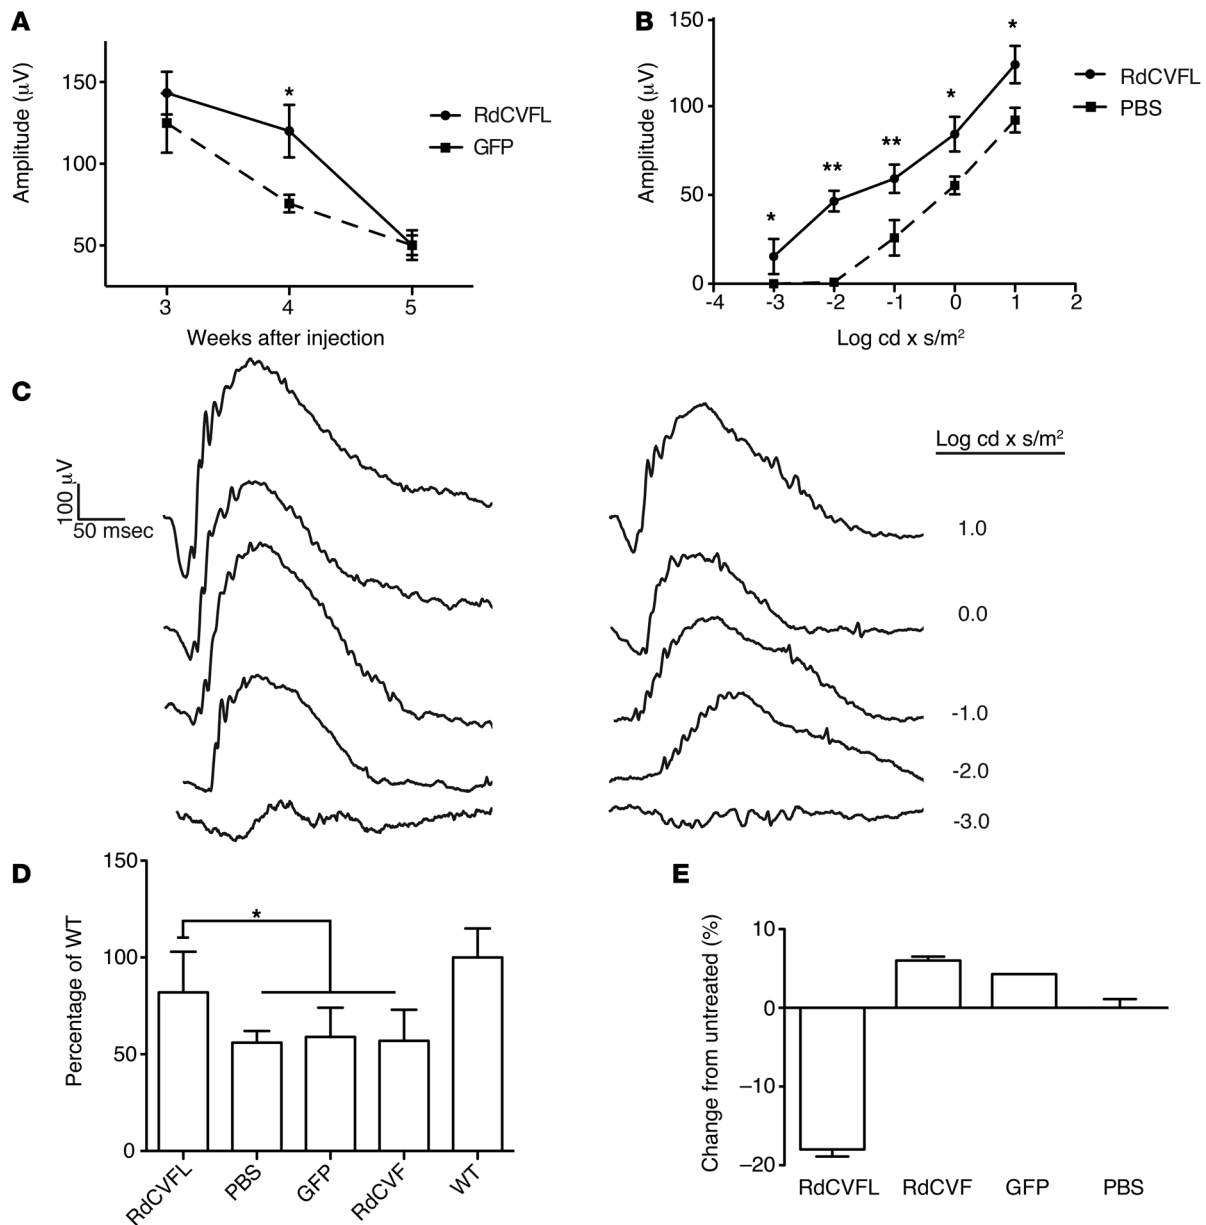 A
Amplitude (µV)
150
100
50
3
4
5
Weeks after injection
*
RdCVFL
GFP
B
Amplitude (µV)
150
100
50
0
-4
-3
-2
-1
0
1
2
Log cd x s/m²
*
**
**
*
*
RdCVFL
PBS
C
100 µV
50 msec
Log cd x s/m²
1.0
0.0
-1.0
-2.0
-3.0
D
Percentage of WT
150
100
50
0
*
RdCVFL
PBS
GFP
RdCVF
WT
E
Change from untreated (%)
10
0
–10
–20
RdCVFL
RdCVF
GFP
PBS